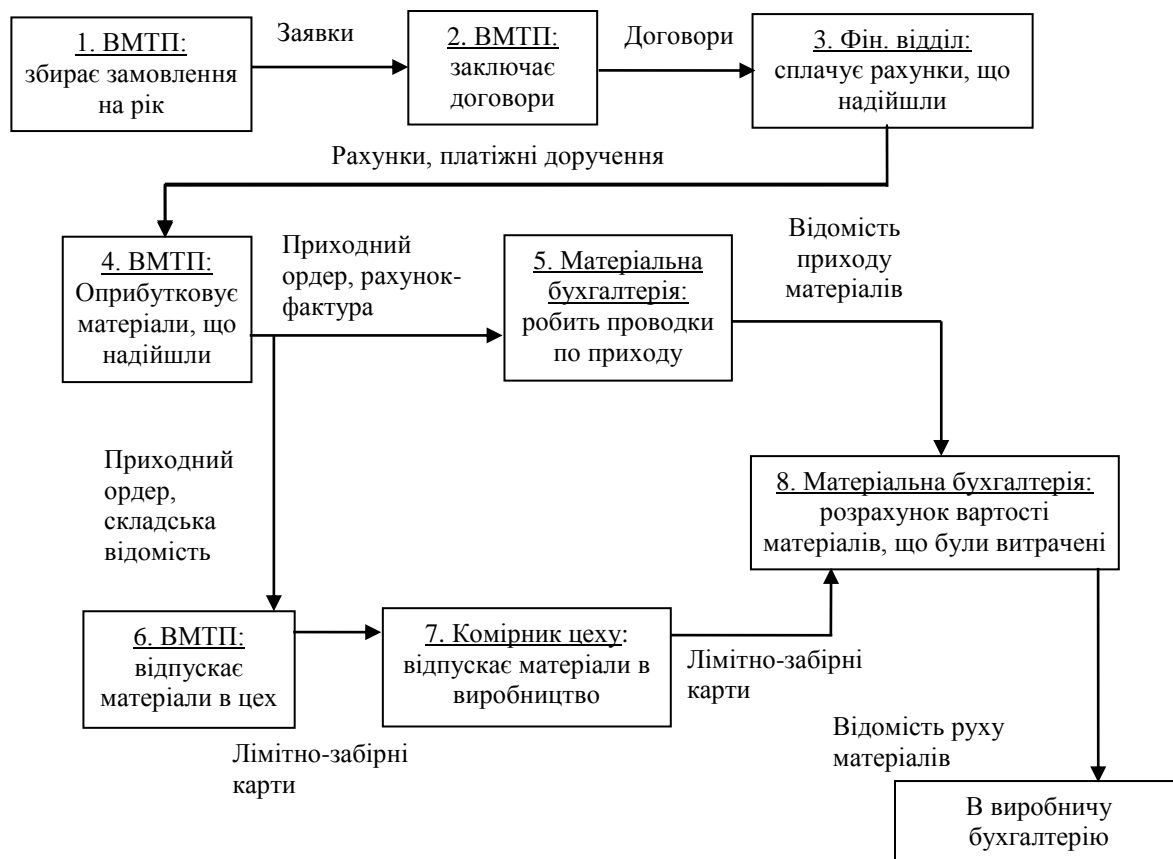 1. ВМТП:
збирає замовлення
на рік
Заявки
2. ВМТП:
заключає
договори
Договори
3. Фін. відділ:
сплачує рахунки, що
надійшли
Рахунки, платіжні доручення
4. ВМТП:
Оприбутковує
матеріали, що
надійшли
Приходний
ордер, рахунок-
фактура
5. Матеріальна
бухгалтерія:
робить проводки
по приходу
Відомість
приходу
матеріалів
Приходний
ордер,
складська
відомість
8. Матеріальна бухгалтерія:
розрахунок вартості
матеріалів, що були витрачені
6. ВМТП:
відпускає
матеріали в цех
Лімітно-забірні
карти
7. Комірник цеху:
відпускає матеріали в
виробництво
Лімітно-забірні
карти
Відомість руху
матеріалів
В виробничу
бухгалтерію